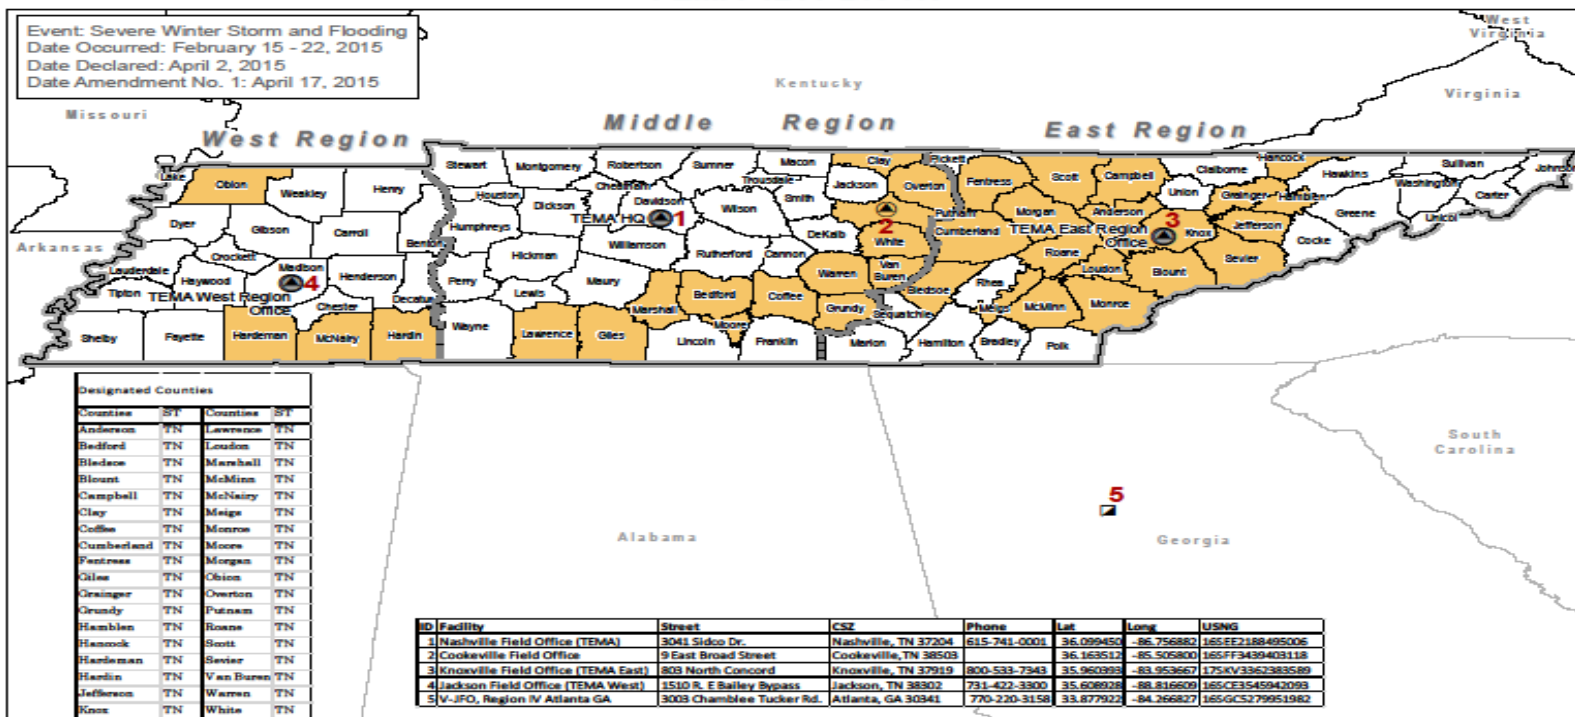 Event: Severe Winter Storm and Flooding
Date Occurred: February 15 - 22, 2015
Date Declared: April 2, 2015
Date Amendment No. 1: April 17, 2015
West Virginia
Kentucky
Virginia
Missouri
West Region
Middle Region
East Region
Arkansas
Lake
Obion
Weakley
Henry
Stewart
Montgomery
Robertson
Sumner
Macon
Trousdale
Clay
Pickett
Fentress
Scott
Campbell
Claiborne
Hancock
Hawkins
Sullivan
Johnson
Houston
Dickson
Cheatham
Davidson
Wilson
Smith
Jackson
Overton
Putnam
Morgan
Anderson
Union
Grainger
Hamblen
Greene
Washington
Carter
Unicoi
Dyer
Gibson
Carroll
Benton
Humphreys
TEMA HQ
1
Williamson
Rutherford
Cannon
DeKalb
2
White
Cumberland
TEMA East Region
Office
3
Knox
Jefferson
Cocke
Sevier
Roane
Loudon
Blount
Lauderdale
Crockett
Haywood
Madison
4
Henderson
Decatur
Perry
Hickman
Lewis
Maury
Marshall
Bedford
Coffee
Warren
Van Buren
Bledsoe
Rhea
Meigs
McMinn
Monroe
Tipton
TEMA West Region
Office
Chester
Shelby
Fayette
Hardeman
McNairy
Hardin
Wayne
Lawrence
Giles
Moore
Lincoln
Franklin
Grundy
Sequatchie
Marion
Hamilton
Bradley
Polk
South Carolina
Alabama
5
Georgia
Designated Counties
Counties ST Counties ST
Anderson TN Lawrence TN
Bedford TN Loudon TN
Bledsoe TN Marshall TN
Blount TN McMinn TN
Campbell TN McNairy TN
Clay TN Meigs TN
Coffee TN Monroe TN
Cumberland TN Moore TN
Fentress TN Morgan TN
Giles TN Obion TN
Grainger TN Overton TN
Grundy TN Putnam TN
Hamblen TN Roane TN
Hancock TN Scott TN
Hardeman TN Sevier TN
Hardin TN Van Buren TN
Jefferson TN Warren TN
Knox TN White TN
ID Facility Street CSZ Phone Lat Long USNG
1 Nashville Field Office (TEMA) 3041 Sidco Dr. Nashville, TN 37204 615-741-0001 36.099450 -86.756882 16SEE2188495006
2 Cookeville Field Office 9 East Broad Street Cookeville,TN 38503 36.163512 -85.505800 16SFF3439403118
3 Knoxville Field Office (TEMA East) 803 North Concord Knoxville, TN 37919 800-533-7343 35.960393 -83.953667 17SKV3362383589
4 Jackson Field Office (TEMA West) 1510 R. E Bailey Bypass Jackson, TN 38302 731-422-3300 35.608928 -88.816609 16SCE3545942093
5 V-JFO, Region IV Atlanta GA 3003 Chamblee Tucker Rd. Atlanta, GA 30341 770-220-3158 33.877922 -84.266827 16SGC5279951982